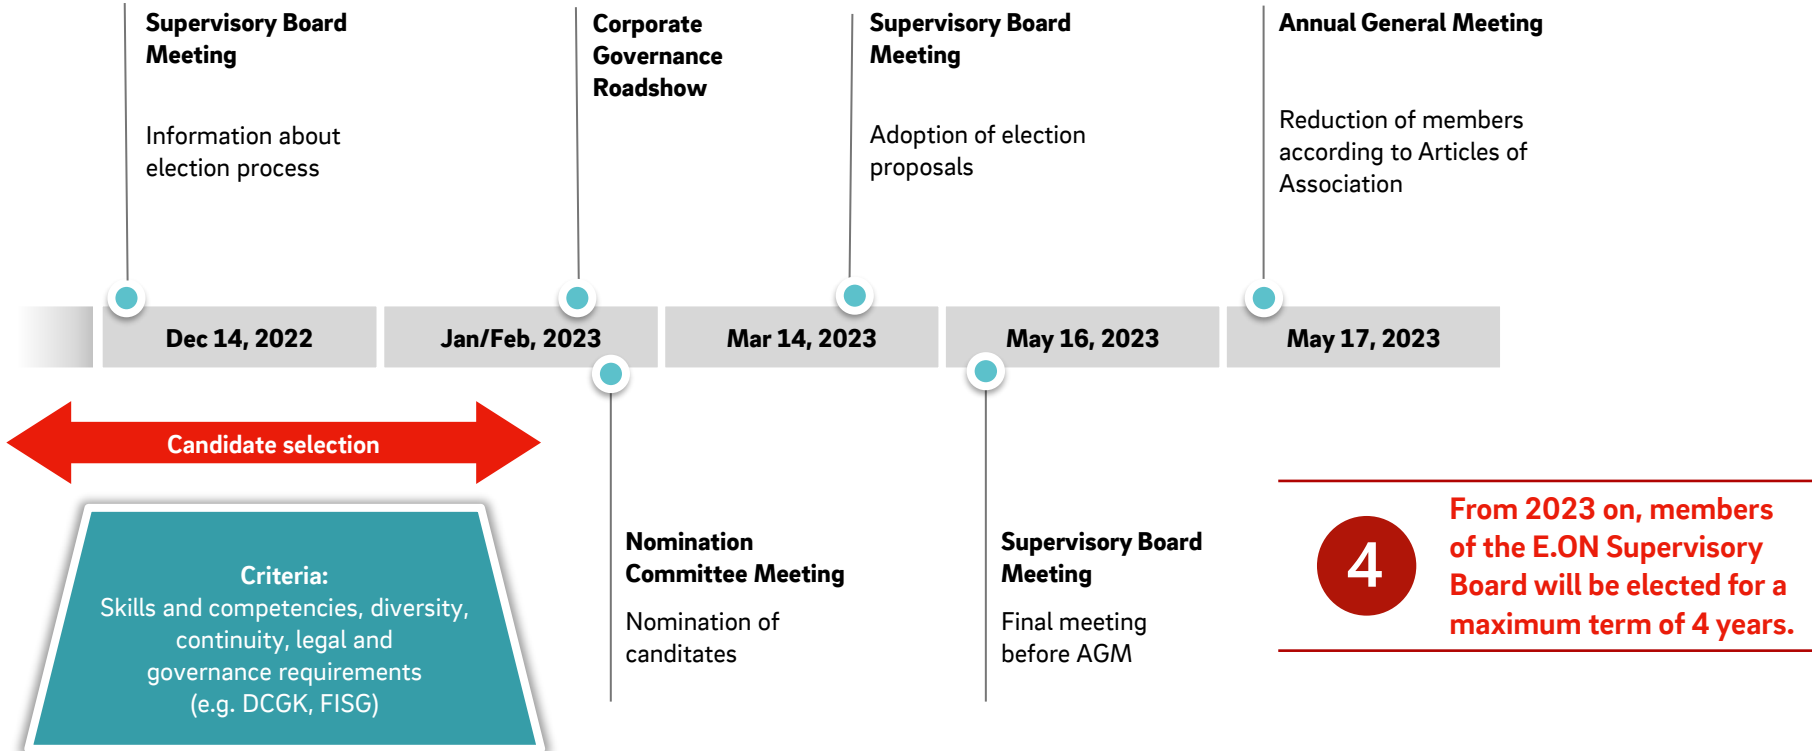 Supervisory Board
Meeting
Information about
election process
Corporate
Governance
Roadshow
Supervisory Board
Meeting
Adoption of election
proposals
Annual General Meeting
Reduction of members
according to Articles of
Association
Dec 14, 2022
Jan/Feb, 2023
Mar 14, 2023
May 16, 2023
May 17, 2023
Candidate selection
Criteria:
Skills and competencies, diversity,
continuity, legal and
governance requirements
(e.g. DCGK, FISG)
Nomination
Committee Meeting
Nomination of
canditates
Supervisory Board
Meeting
Final meeting
before AGM
4
From 2023 on, members
of the E.ON Supervisory
Board will be elected for a
maximum term of 4 years.